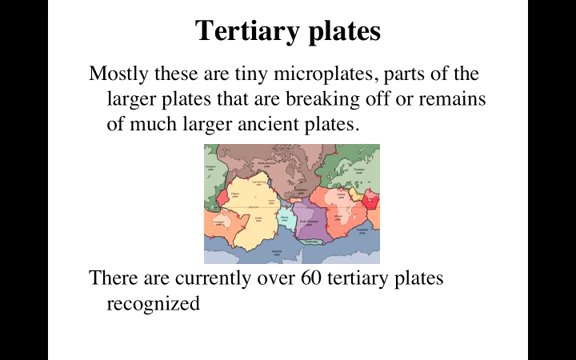 Tertiary plates
Mostly these are tiny microplates, parts of the
larger plates that are breaking off or remains
of much larger ancient plates.
There are currently over 60 tertiary plates
recognized